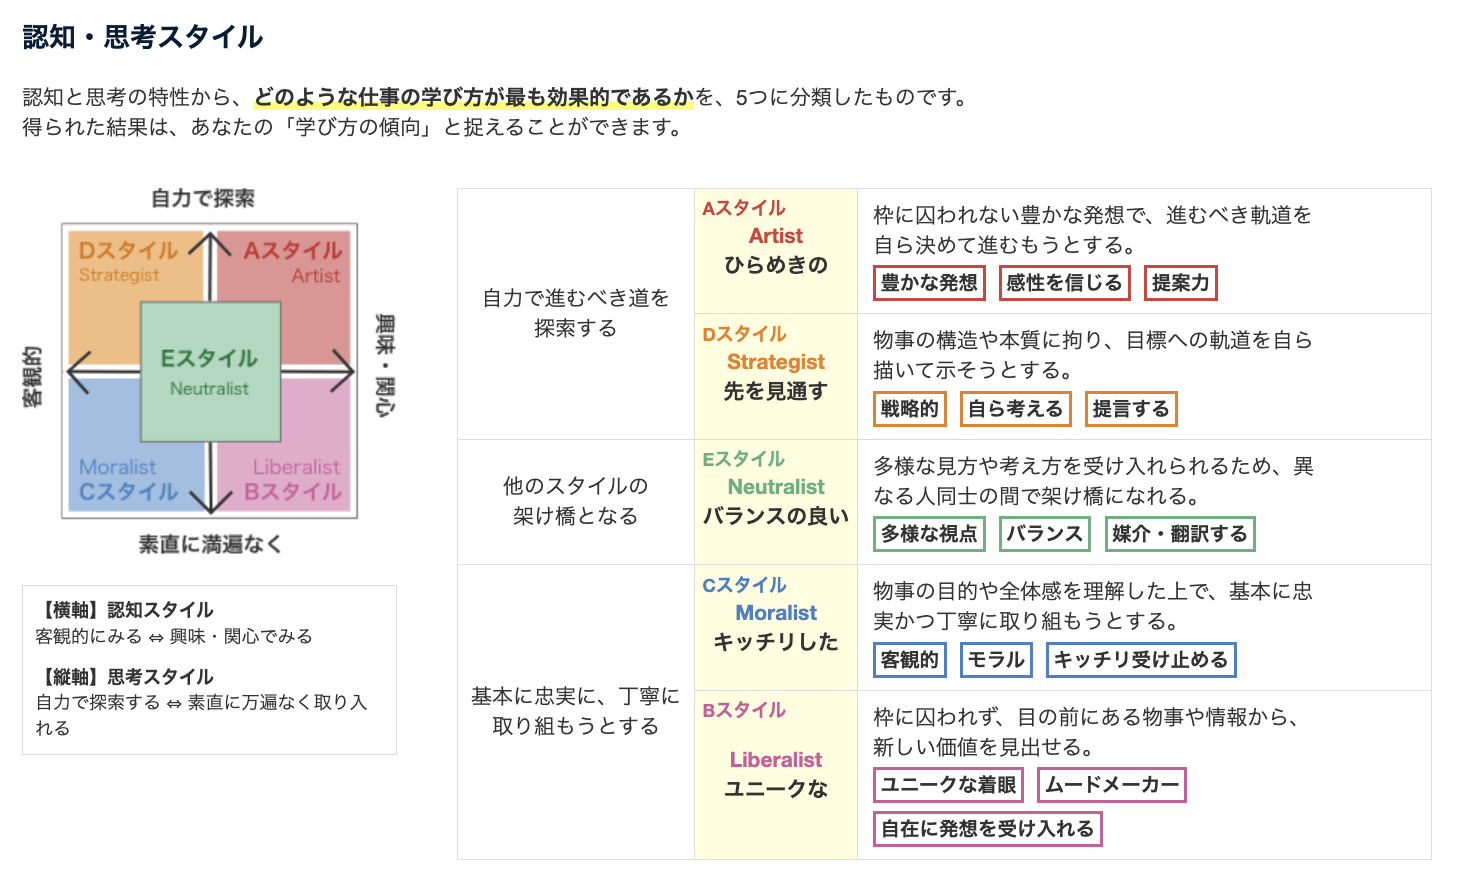 認知・思考スタイル
認知と思考の特性から、どのような仕事の学び方が最も効果的であるかを、5つに分類したものです。
得られた結果は、あなたの「学び方の傾向」と捉えることができます。
自力で探索
Dスタイル
Strategist
Aスタイル
Artist
Eスタイル
Neutralist
Moralist
Cスタイル
Liberalist
Bスタイル
客観的
興味・関心
素直に満遍なく
【横軸】認知スタイル
客観的にみる ⇔ 興味・関心でみる
【縦軸】思考スタイル
自力で探索する ⇔ 素直に万遍なく取り入
れる
自力で進むべき道を
探索する
Aスタイル
Artist
ひらめきの
枠に囚われない豊かな発想で、進むべき軌道を
自ら決めて進むもうとする。
豊かな発想 感性を信じる 提案力
Dスタイル
Strategist
先を見通す
物事の構造や本質に拘り、目標への軌道を自ら
描いて示そうとする。
戦略的 自ら考える 提言する
他のスタイルの
架け橋となる
Eスタイル
Neutralist
バランスの良い
多様な見方や考え方を受け入れられるため、異
なる人同士の間で架け橋になれる。
多様な視点 バランス 媒介・翻訳する
基本に忠実に、丁寧に
取り組もうとする
Cスタイル
Moralist
キッチリした
物事の目的や全体感を理解した上で、基本に忠
実かつ丁寧に取り組もうとする。
客観的 モラル キッチリ受け止める
Bスタイル
Liberalist
ユニークな
枠に囚われず、目の前にある物事や情報から、
新しい価値を見出せる。
ユニークな着眼 ムードメーカー
自在に発想を受け入れる